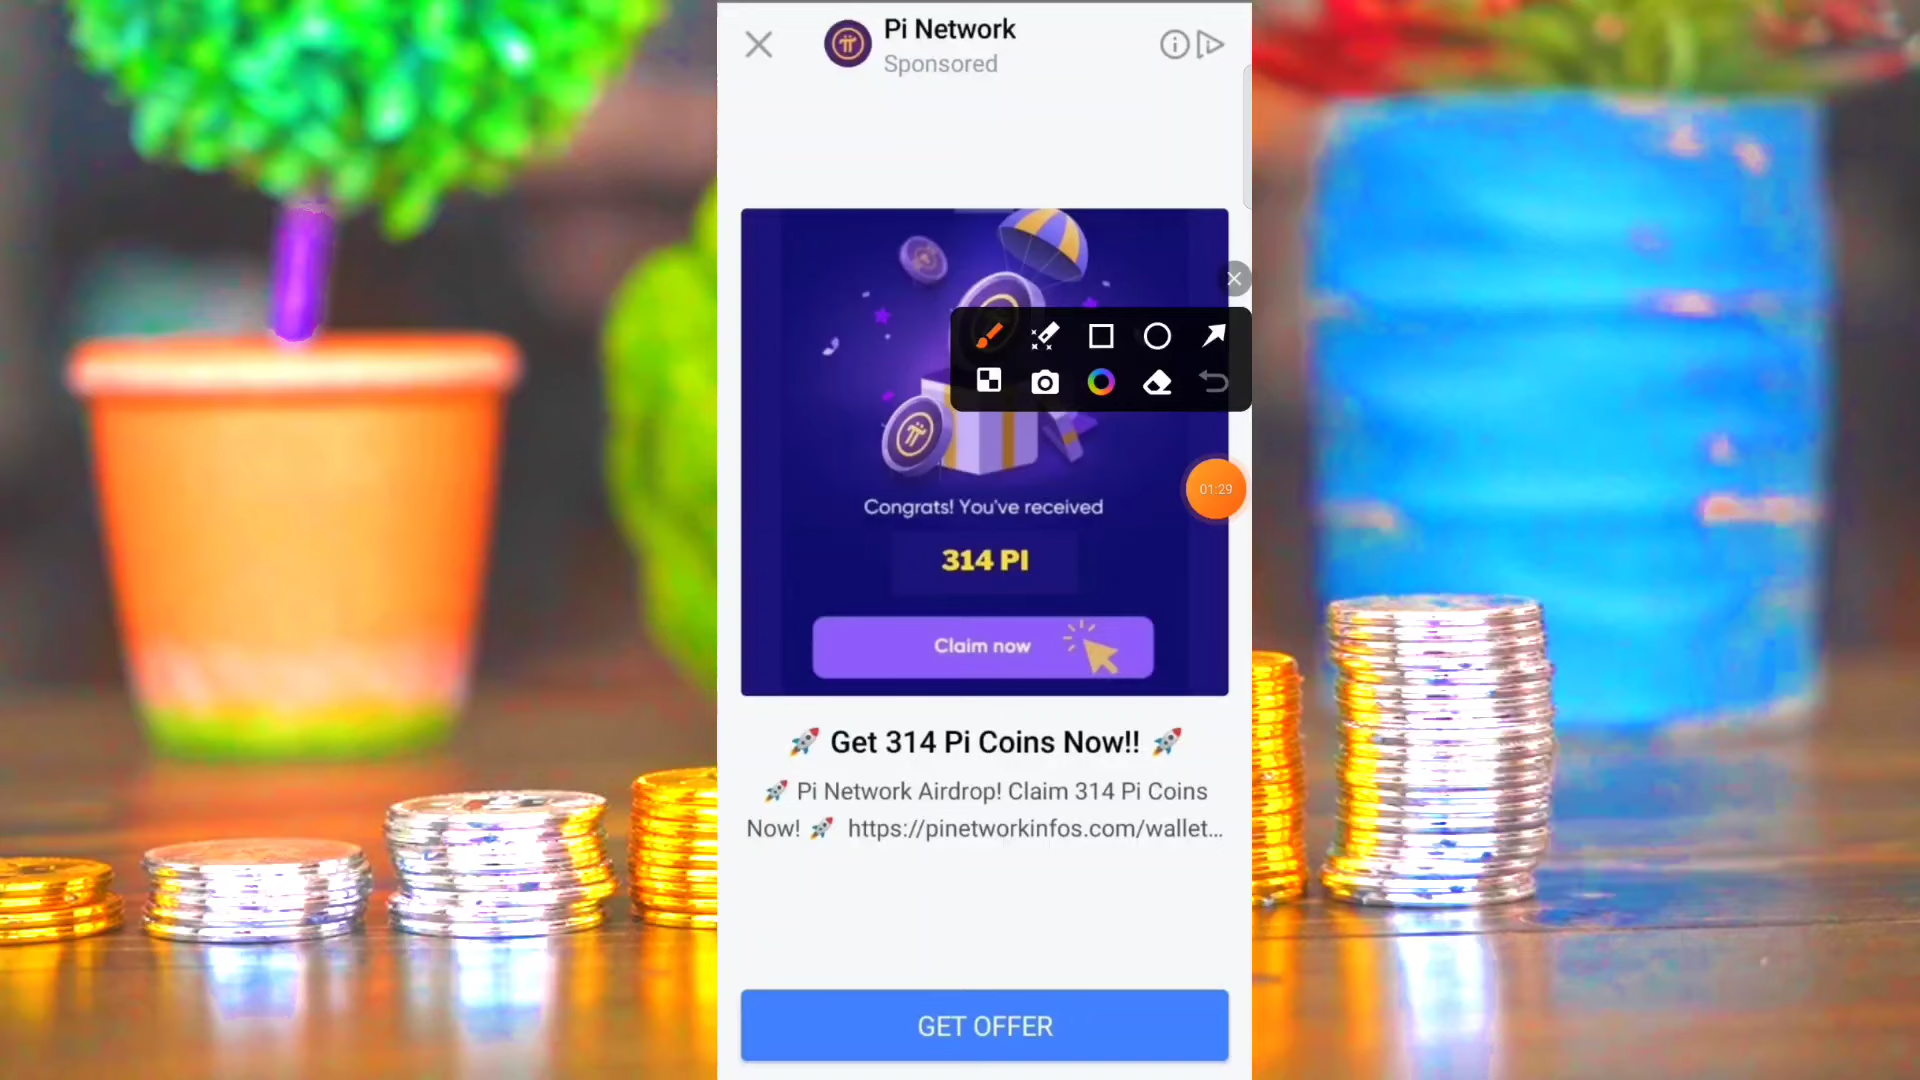 Pi Network
Sponsored
Congrats! You've received
314 PI
01:29
Claim now
🚀 Get 314 Pi Coins Now!! 🚀
🚀 Pi Network Airdrop! Claim 314 Pi Coins
Now! 🚀 https://pinetworkinfos.com/wallet...
GET OFFER